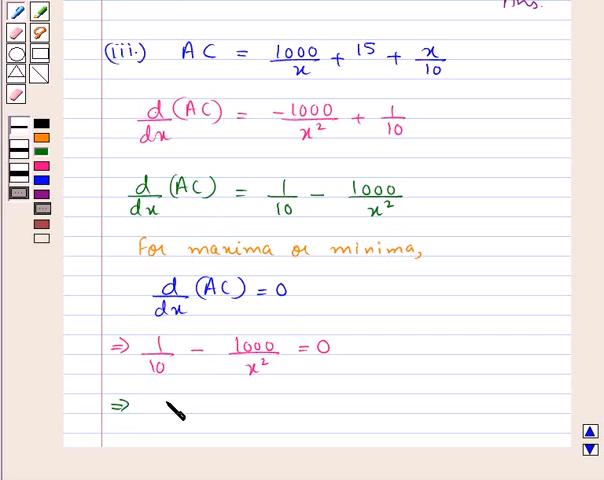 Ans.
(iii.) AC = 1000/x + 15 + x/10
d/dx (AC) = -1000/x² + 1/10
d/dx (AC) = 1/10 - 1000/x²
For maxima or minima,
d/dx (AC) = 0
⇒ 1/10 - 1000/x² = 0
⇒